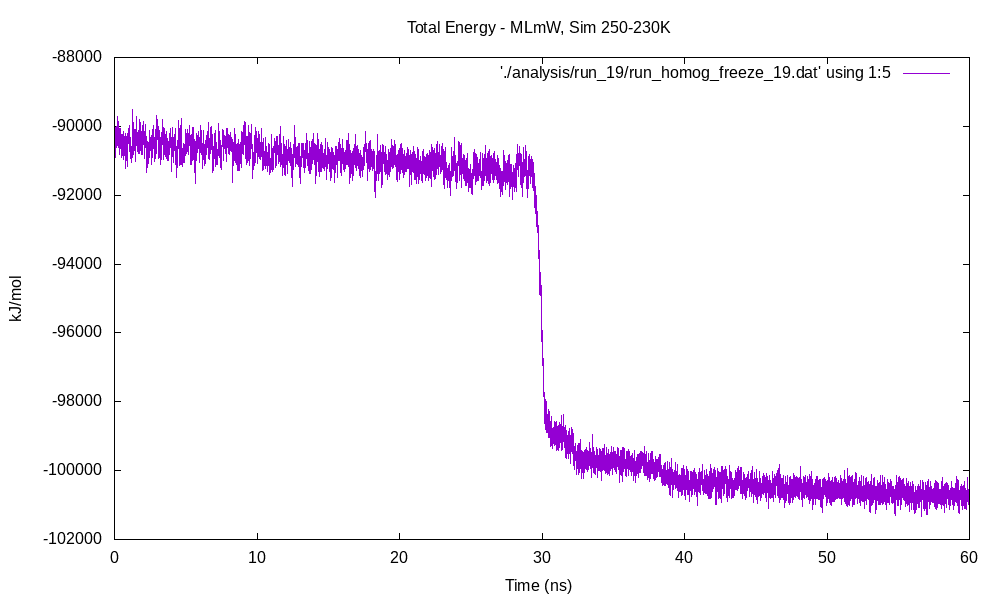 Total Energy - MLmW, Sim 250-230K
'./analysis/run_19/run_homog_freeze_19.dat' using 1:5
-88000
-90000
-92000
-94000
-96000
-98000
-100000
-102000
kJ/mol
0 10 20 30 40 50 60
Time (ns)